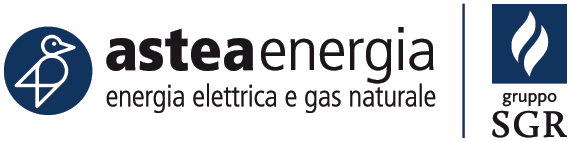 asteaenergia
energia elettrica e gas naturale
gruppo
SGR